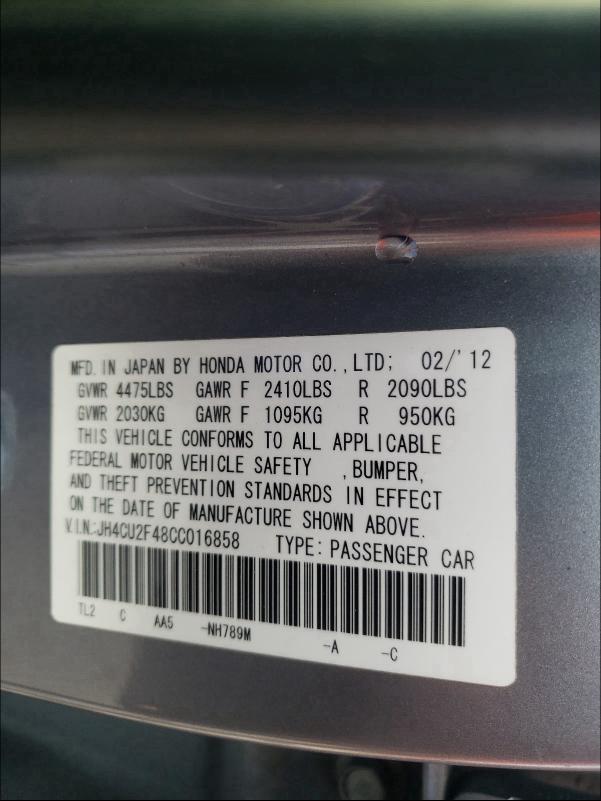 MFD. IN JAPAN BY HONDA MOTOR CO.,LTD; 02/'12
GVWR 4475LBS GAWR F 2410LBS R 2090LBS
GVWR 2030KG GAWR F 1095KG R 950KG
THIS VEHICLE CONFORMS TO ALL APPLICABLE
FEDERAL MOTOR VEHICLE SAFETY , BUMPER,
AND THEFT PREVENTION STANDARDS IN EFFECT
ON THE DATE OF MANUFACTURE SHOWN ABOVE.
V.I.N.:JH4CU2F48CC016858 TYPE: PASSENGER CAR
TL2 C AA5 -NH789M -A -C